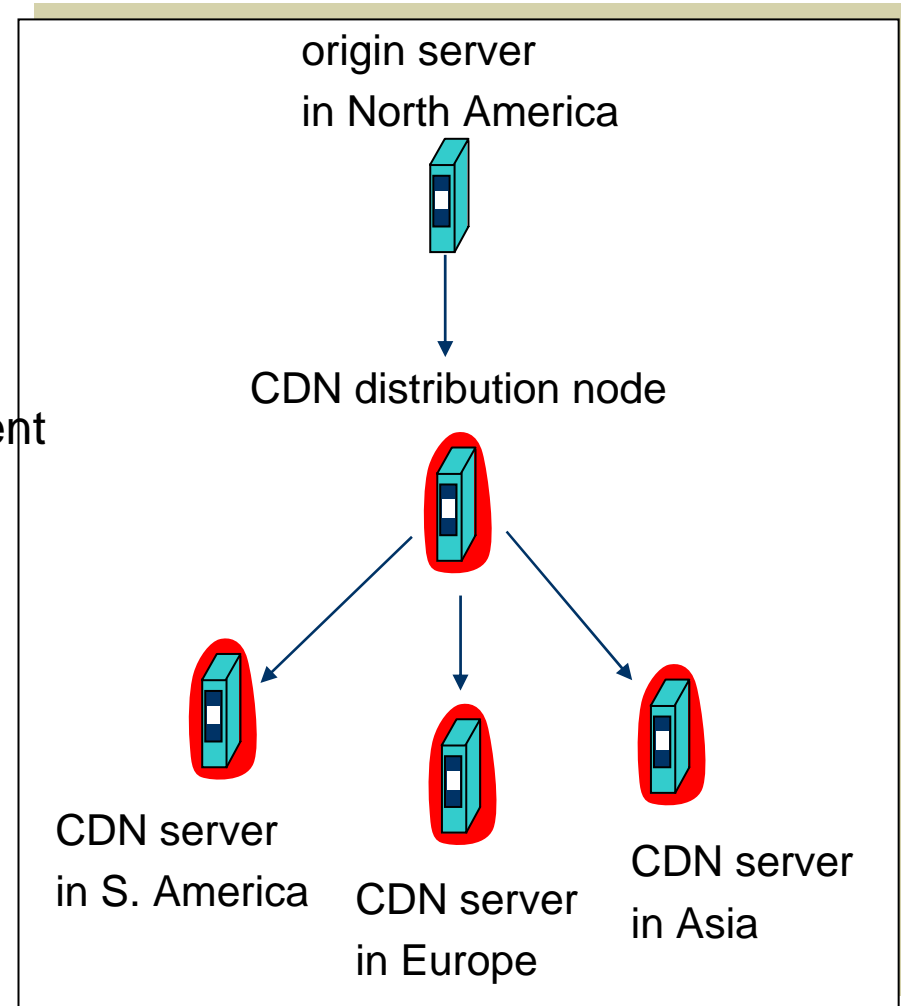 origin server
in North America
CDN distribution node
CDN server
in S. America
CDN server
in Europe
CDN server
in Asia